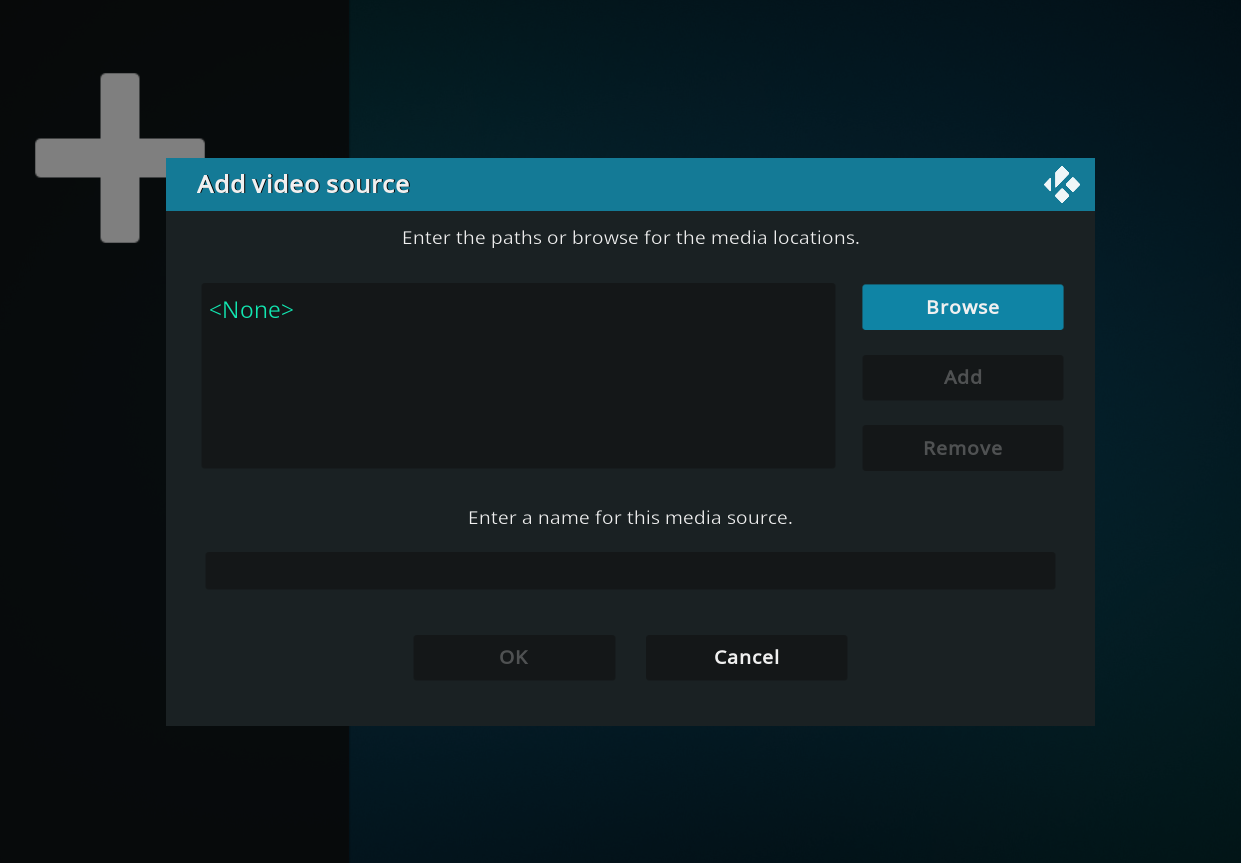 Add video source
Enter the paths or browse for the media locations.
<None>
Browse
Add
Remove
Enter a name for this media source.
OK
Cancel